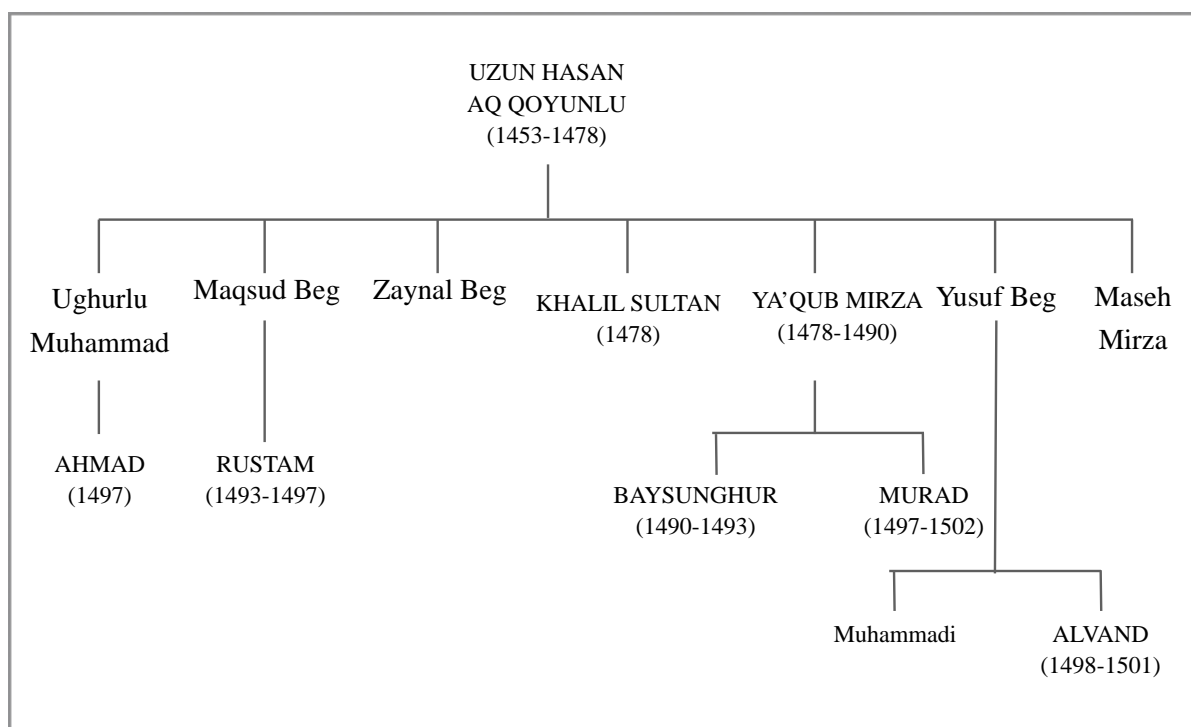 UZUN HASAN
AQ QOYUNLU
(1453-1478)
Ughurlu
Muhammad
Maqsud Beg
Zaynal Beg
KHALIL SULTAN
(1478)
YA’QUB MIRZA
(1478-1490)
Yusuf Beg
Maseh
Mirza
AHMAD
(1497)
RUSTAM
(1493-1497)
BAYSUNGHUR
(1490-1493)
MURAD
(1497-1502)
Muhammadi
ALVAND
(1498-1501)